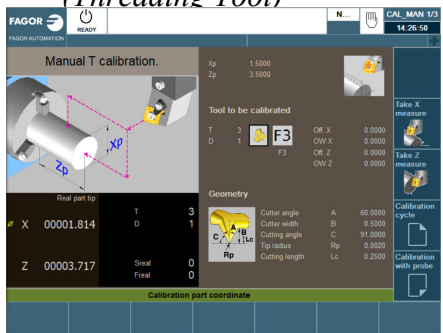 (Threading Tool)
FAGOR
READY
N...
CAL_MAN 1/3
FAGOR AUTOMATION
14:26:50
Manual T calibration.
Xp 1.5000
Zp 3.5000
Xp
Zp
Tool to be calibrated
T 3 F3 Off. X 0.0000
D 1 OW X 0.0000
F3 Off. Z 0.0000
OW Z 0.0000
Real part tip
ø X 00001.814
Z 00003.717
T 3
D 1
Sreal 0
Freal 0
Geometry
A
B
C
Lc
Rp
Cutter angle A 60.0000
Cutter width B 0.5000
Cutting angle C 91.0000
Tip radius Rp 0.0020
Cutting length Lc 0.2500
Take X
measure
Take Z
measure
Calibration
cycle
Calibration
with probe
Calibration part coordinate